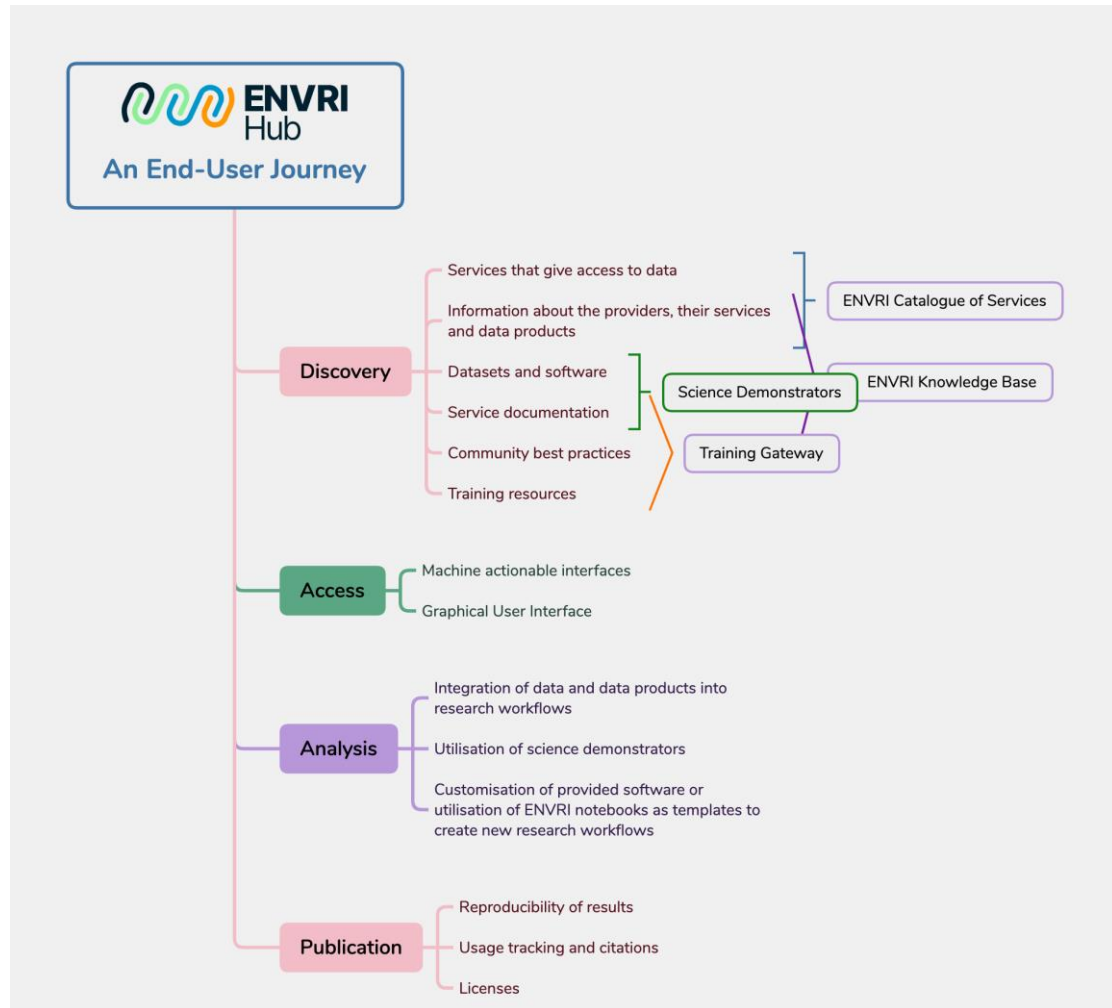 ENVRI
Hub
An End-User Journey
Discovery
Services that give access to data
Information about the providers, their services
and data products
Datasets and software
Service documentation
Community best practices
Training resources
ENVRI Catalogue of Services
ENVRI Knowledge Base
Science Demonstrators
Training Gateway
Access
Machine actionable interfaces
Graphical User Interface
Analysis
Integration of data and data products into
research workflows
Utilisation of science demonstrators
Customisation of provided software or
utilisation of ENVRI notebooks as templates to
create new research workflows
Publication
Reproducibility of results
Usage tracking and citations
Licenses